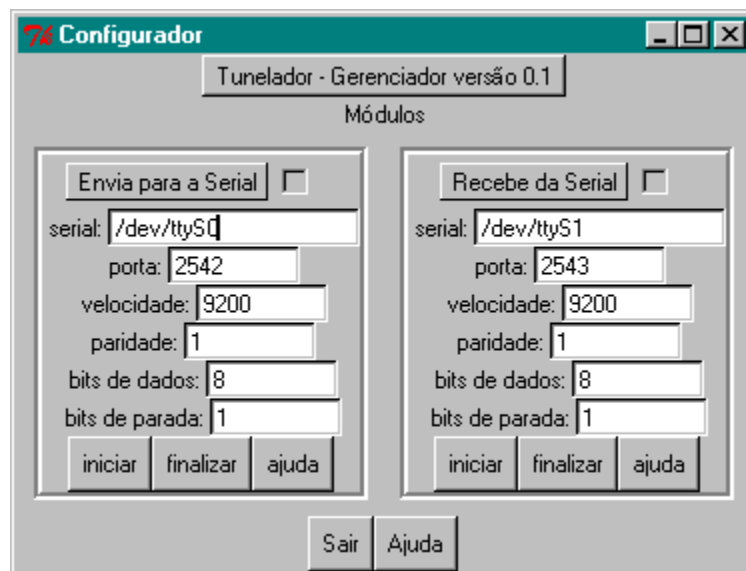 Configurador
Tunelador - Gerenciador versão 0.1
Módulos
Envia para a Serial
serial: /dev/ttyS0
porta: 2542
velocidade: 9200
paridade: 1
bits de dados: 8
bits de parada: 1
iniciar finalizar ajuda
Recebe da Serial
serial: /dev/ttyS1
porta: 2543
velocidade: 9200
paridade: 1
bits de dados: 8
bits de parada: 1
iniciar finalizar ajuda
Sair Ajuda